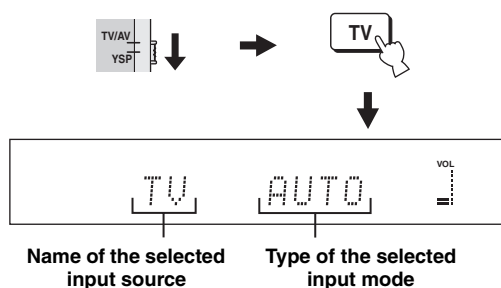 TV/AV
YSP
TV
VOL
TV AUTO
Name of the selected input source
Type of the selected input mode